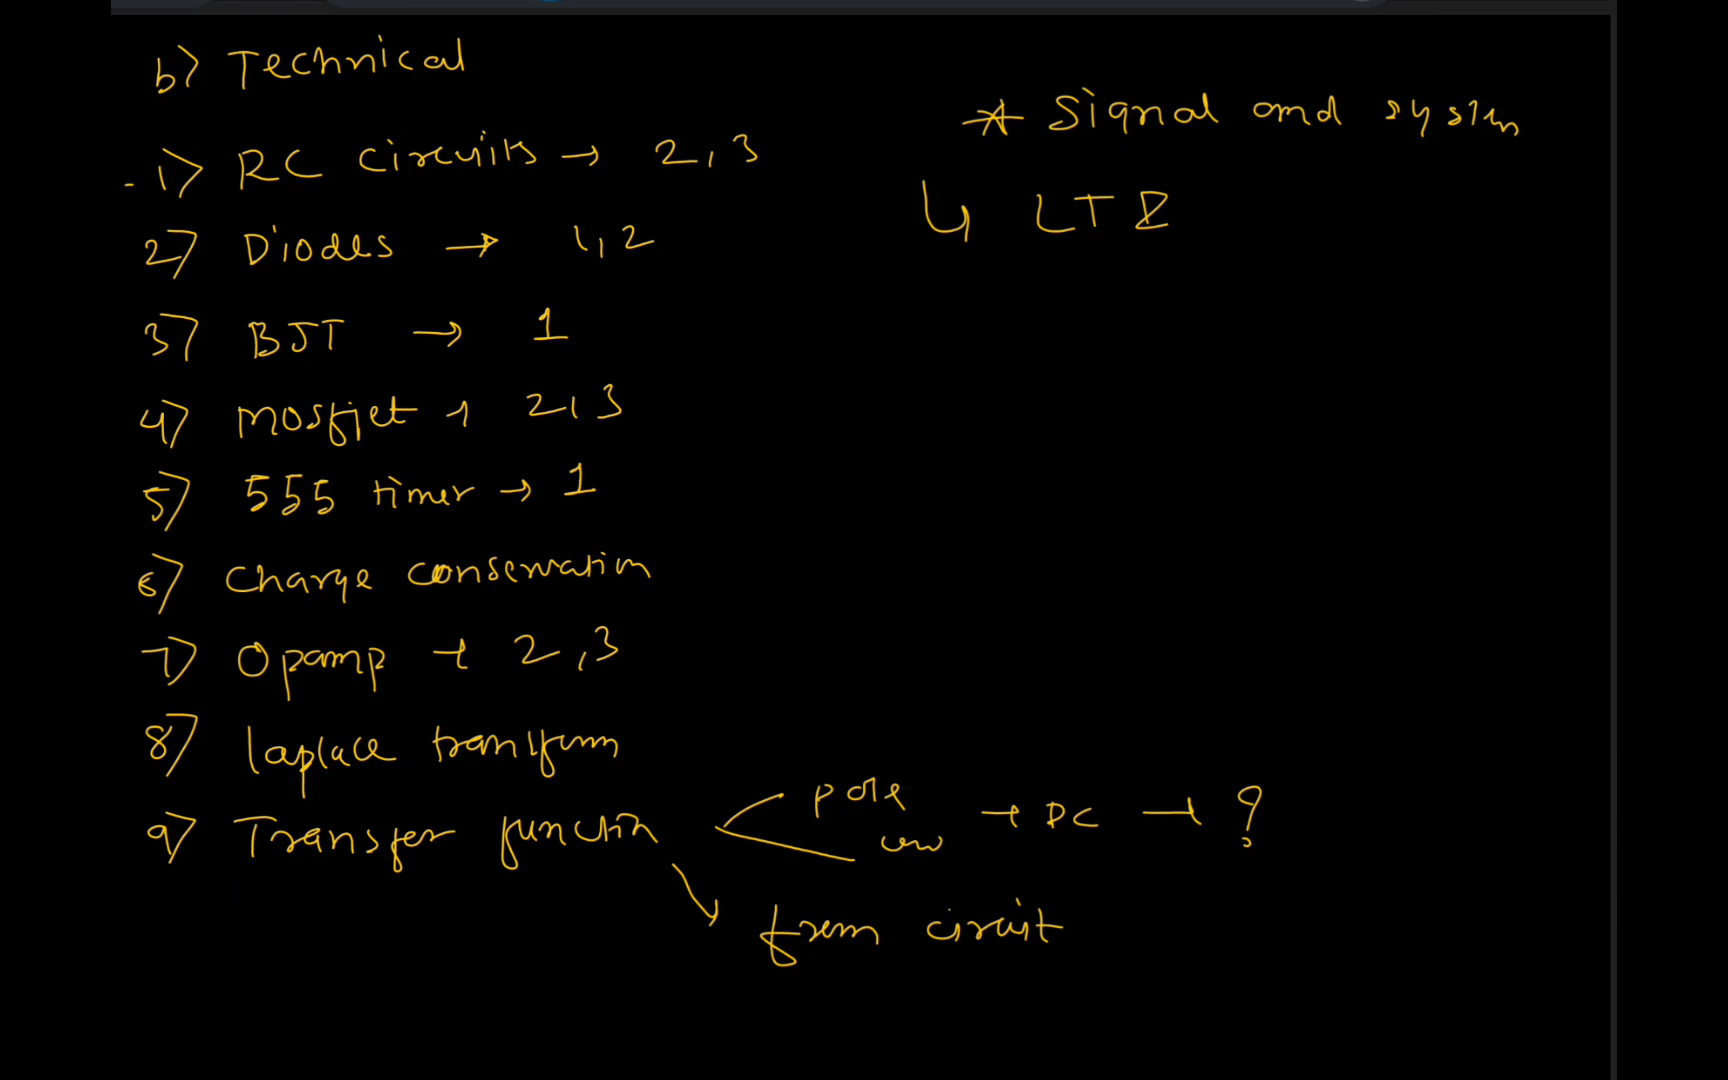 b) Technical
1) RC circuits → 2, 3
2) Diodes → 1, 2
3) BJT → 1
4) Mosfet → 2, 3
5) 555 timer → 1
6) Charge conservation
7) Opamp → 2, 3
8) laplace transform
9) Transfer function
pole
zero
→ DC → ?
from circuit
* Signal and system
↳ LTI